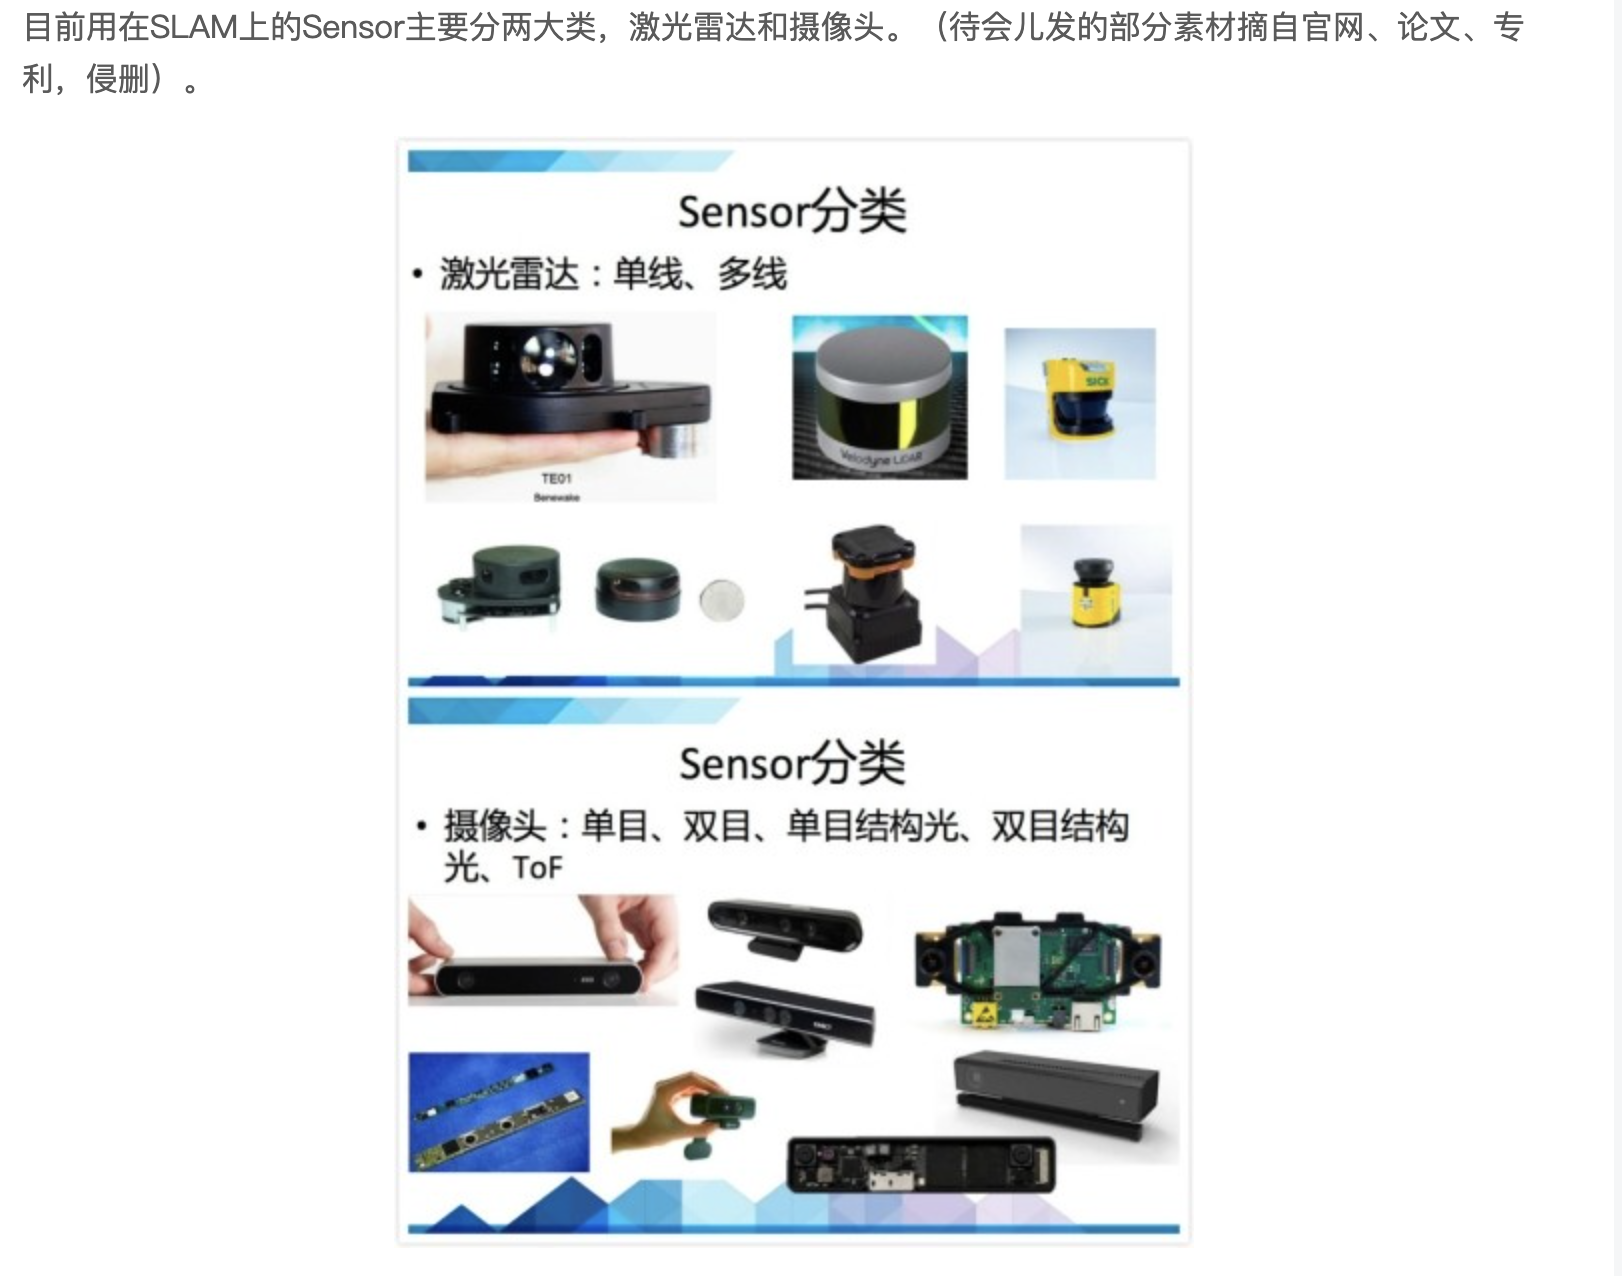 目前用在SLAM上的Sensor主要分两大类，激光雷达和摄像头。（待会儿发的部分素材摘自官网、论文、专
利，侵删）。
Sensor分类
• 激光雷达：单线、多线
TE01
Benewake
Velodyne LiDAR
SICK
Sensor分类
• 摄像头：单目、双目、单目结构光、双目结构
光、ToF